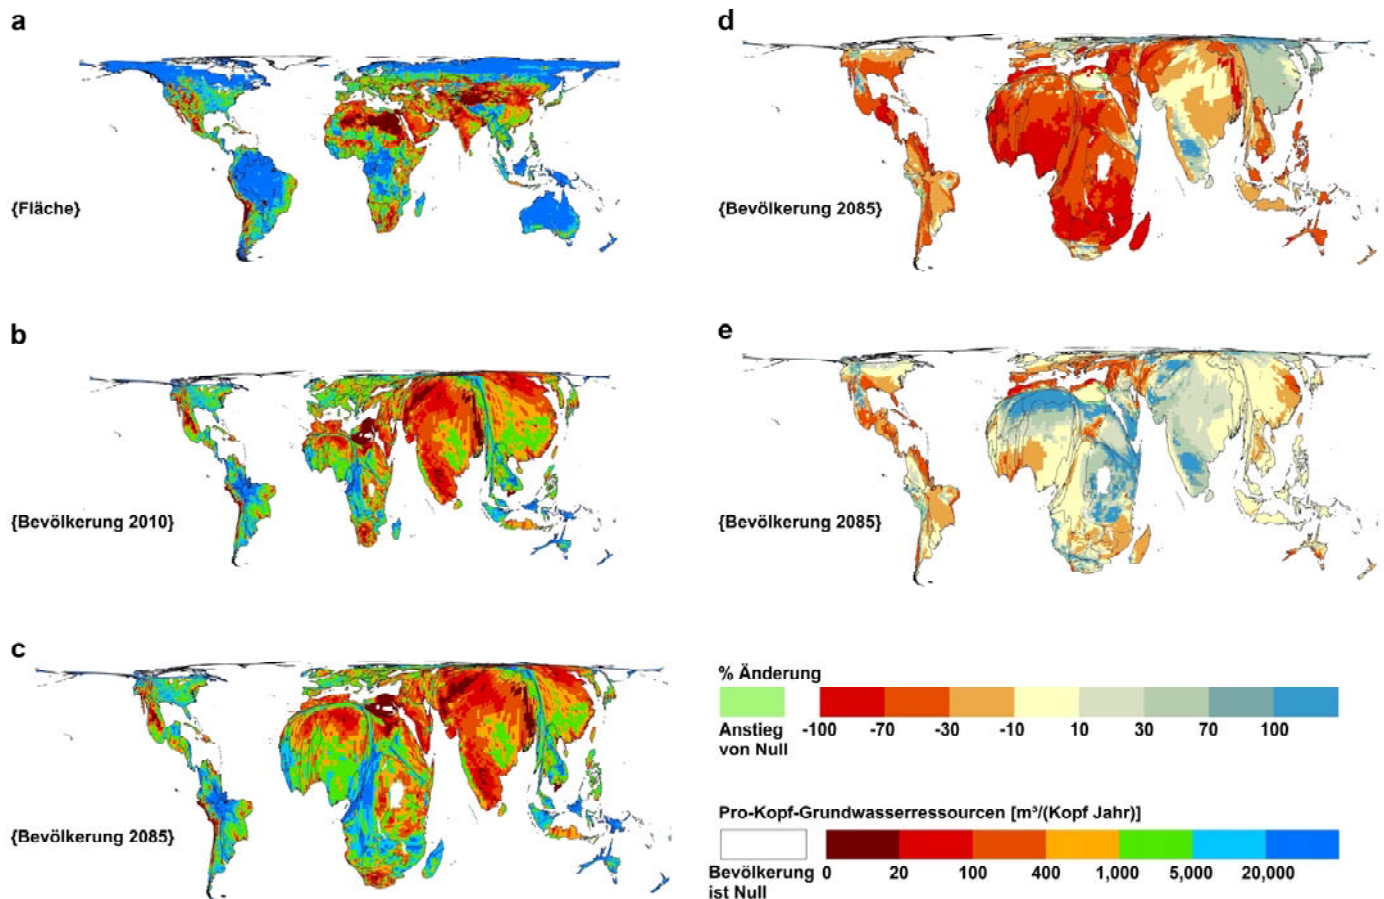 a
{Fläche}
b
{Bevölkerung 2010}
c
{Bevölkerung 2085}
d
{Bevölkerung 2085}
e
{Bevölkerung 2085}
% Änderung
Anstieg
von Null
-100 -70 -30 -10 10 30 70 100
Pro-Kopf-Grundwasserressourcen [m³/(Kopf Jahr)]
Bevölkerung
ist Null
0 20 100 400 1,000 5,000 20,000